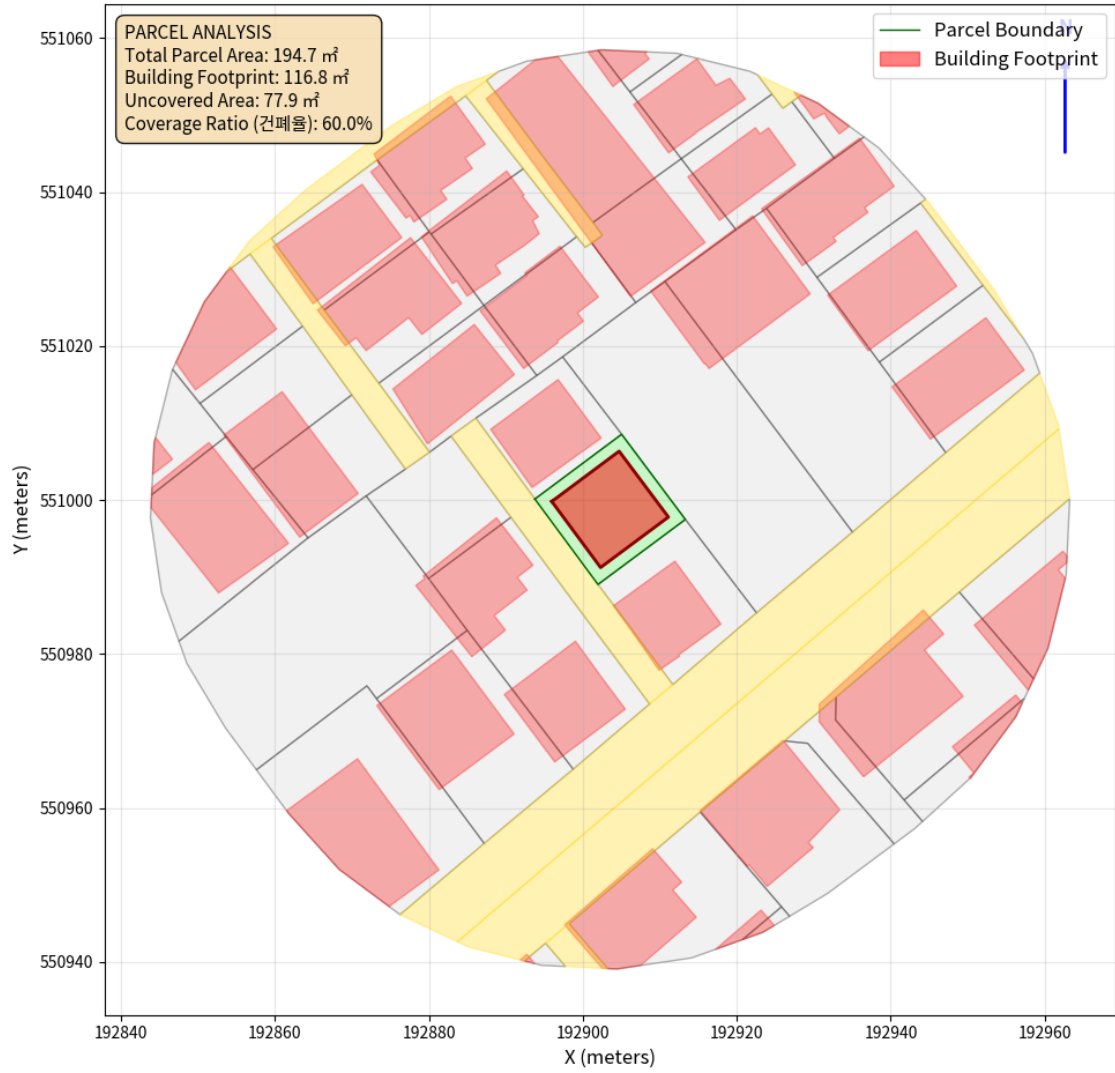 PARCEL ANALYSIS
Total Parcel Area: 194.7 ㎡
Building Footprint: 116.8 ㎡
Uncovered Area: 77.9 ㎡
Coverage Ratio (건폐율): 60.0%
Parcel Boundary
Building Footprint
N
551060
551040
551020
551000
550980
550960
550940
Y (meters)
192840
192860
192880
192900
192920
192940
192960
X (meters)